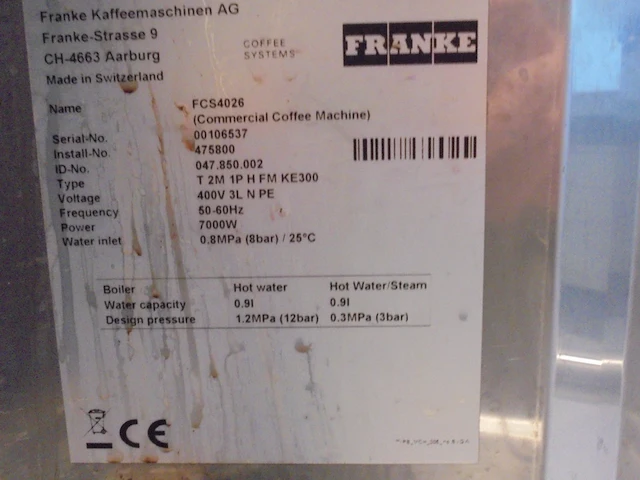 Franke Kaffeemaschinen AG
Franke-Strasse 9
CH-4663 Aarburg
Made in Switzerland
COFFEE
SYSTEMS
FRANKE
Name FCS4026
(Commercial Coffee Machine)
Serial-No. 00106537
Install-No. 475800
ID-No. 047.850.002
Type T 2M 1P H FM KE300
Voltage 400V 3L N PE
Frequency 50-60Hz
Power 7000W
Water inlet 0.8MPa (8bar) / 25°C
Boiler Hot water Hot Water/Steam
Water capacity 0.9l 0.9l
Design pressure 1.2MPa (12bar) 0.3MPa (3bar)
CE